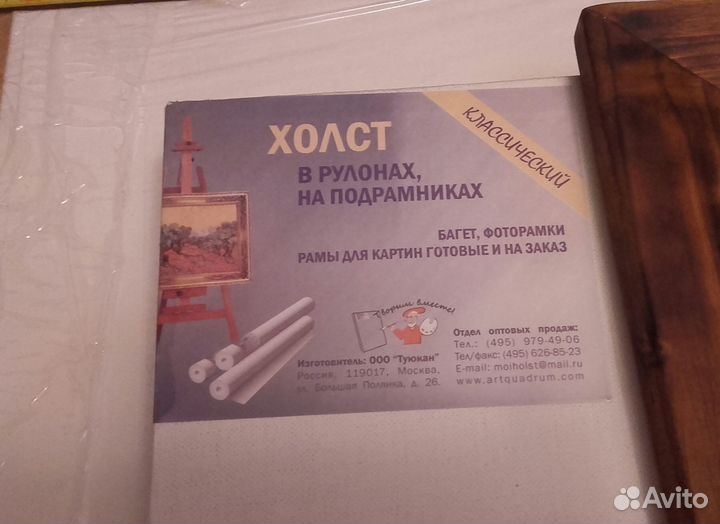 КЛАССИЧЕСКИЙ
ХОЛСТ
В РУЛОНАХ,
НА ПОДРАМНИКАХ
БАГЕТ, ФОТОРАМКИ
РАМЫ ДЛЯ КАРТИН ГОТОВЫЕ И НА ЗАКАЗ
Творим вместе!
Изготовитель: ООО "Туюкан"
Россия, 119017, Москва,
ул. Большая Полянка, д. 26.
Отдел оптовых продаж:
Тел.: (495) 979-49-06
Тел/факс: (495) 626-85-23
E-mail: moiholst@mail.ru
www.artquadrum.com
Avito